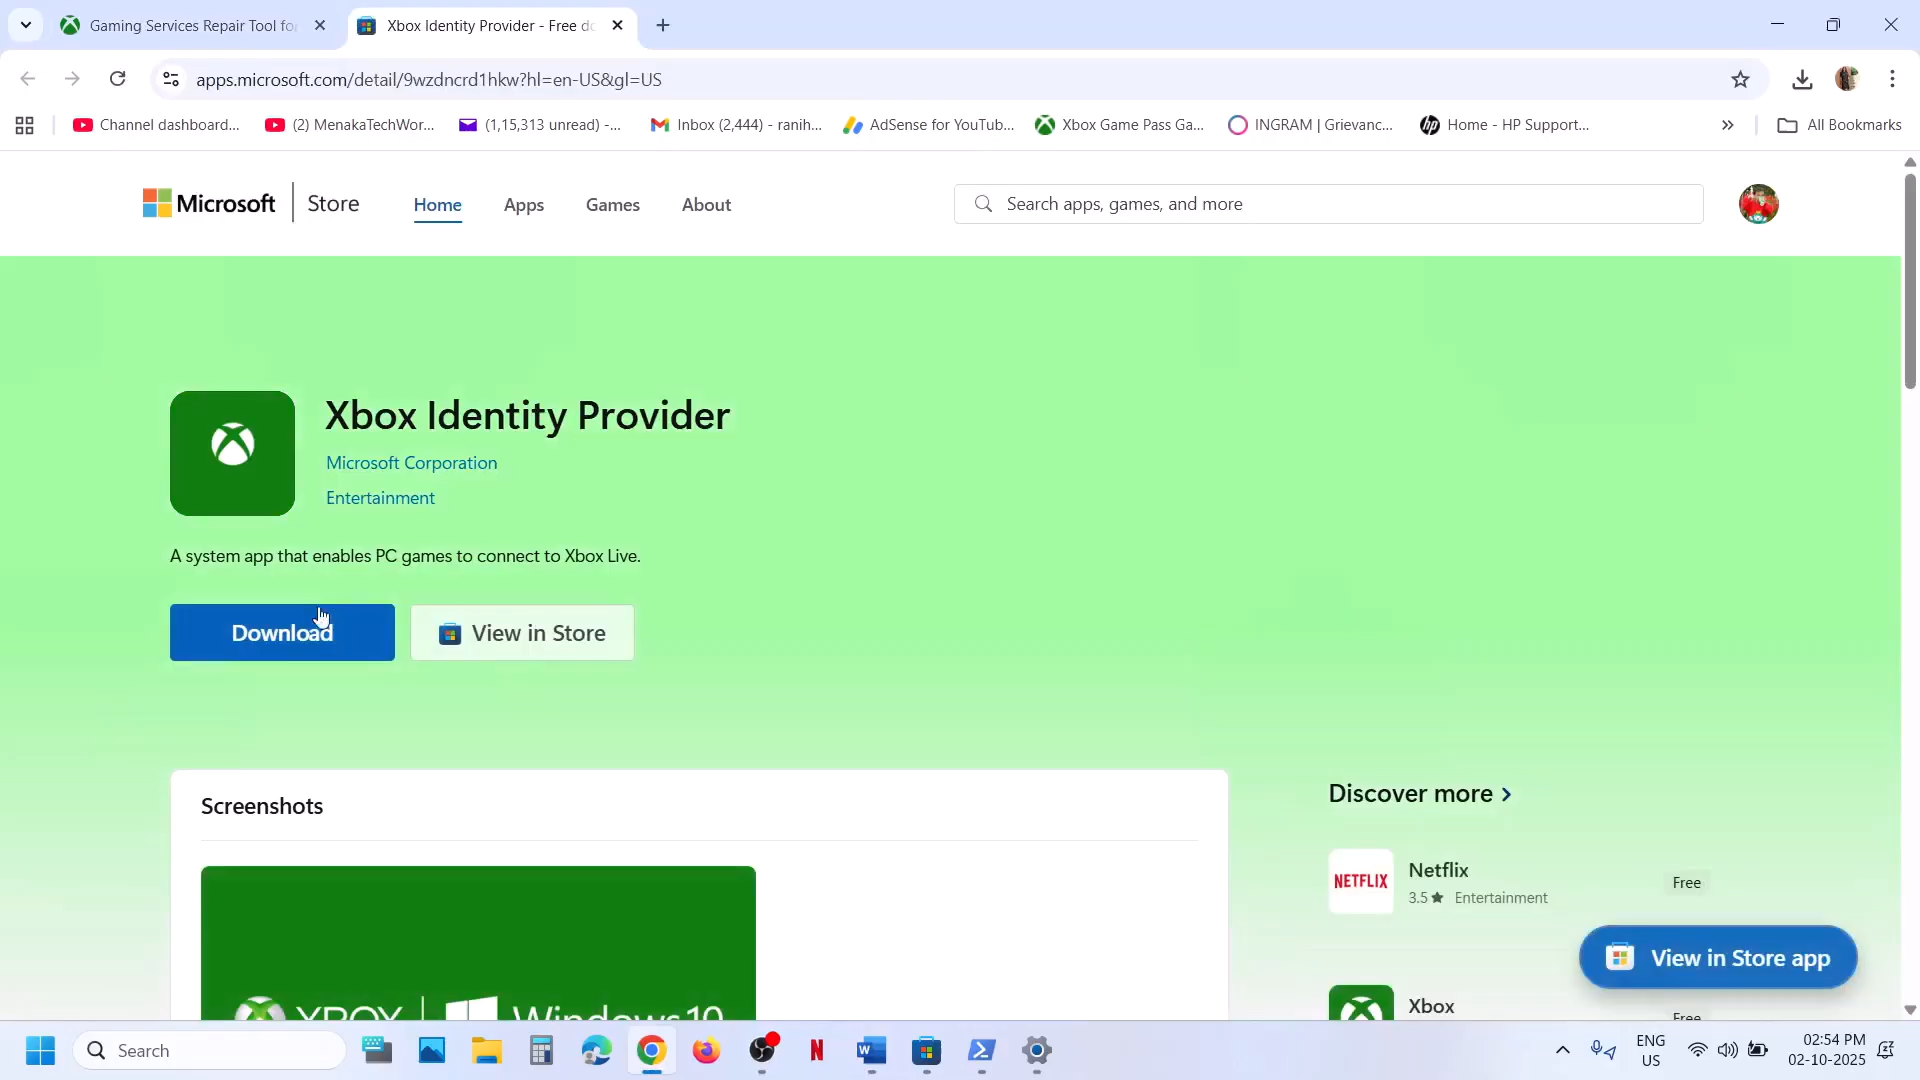 Gaming Services Repair Tool fo
Xbox Identity Provider - Free do
apps.microsoft.com/detail/9wzdncrd1hkw?hl=en-US&gl=US
Channel dashboard...
(2) MenakaTechWor...
(1,15,313 unread) -...
Inbox (2,444) - ranih...
AdSense for YouTub...
Xbox Game Pass Ga...
INGRAM | Grievanc...
Home - HP Support...
All Bookmarks
Microsoft
Store
Home
Apps
Games
About
Search apps, games, and more
Xbox Identity Provider
Microsoft Corporation
Entertainment
A system app that enables PC games to connect to Xbox Live.
Download
View in Store
Screenshots
XBOX
Windows 10
Discover more
NETFLIX
Netflix
3.5★ Entertainment
Free
View in Store app
Xbox
Free
Search
ENG
US
02:54 PM
02-10-2025